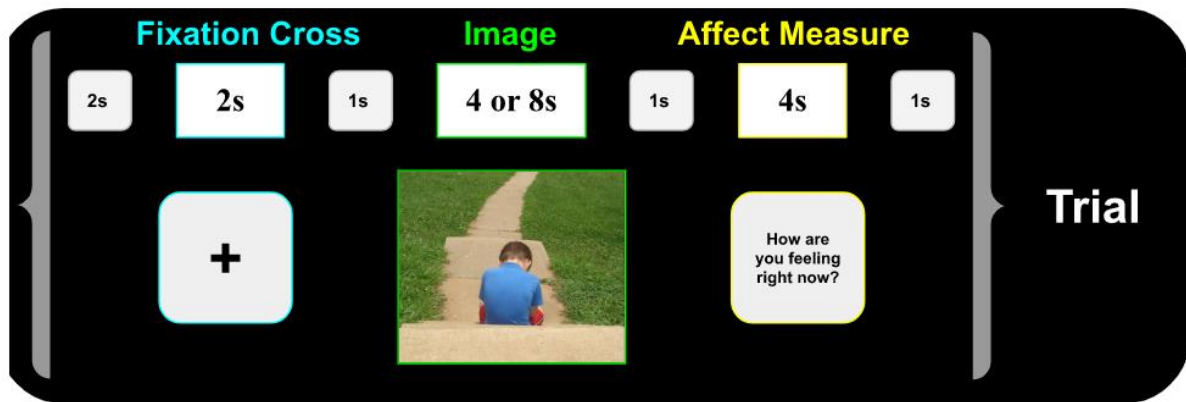 Fixation Cross Image Affect Measure
2s 2s 1s 4 or 8s 1s 4s 1s
Trial
+
How are
you feeling
right now?